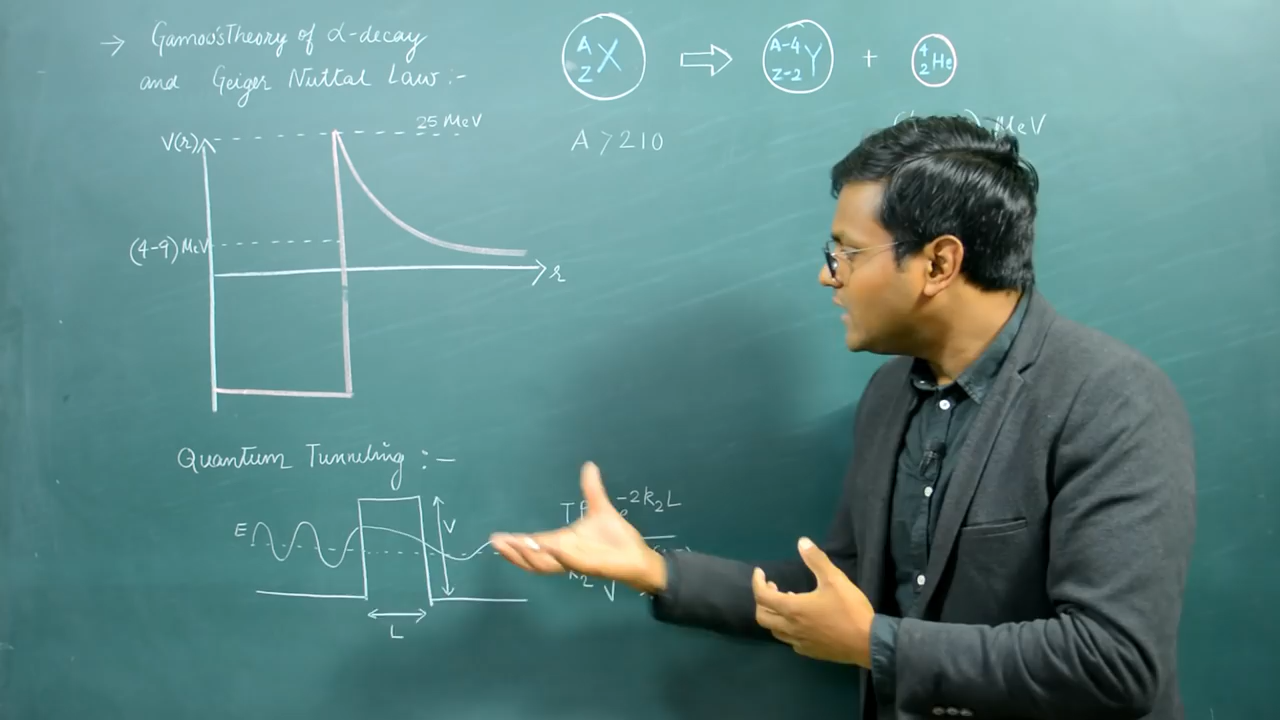 → Gamow'sTheory of α-decay
and Geiger Nuttal Law:-
A Z X ⇒ A-4 Z-2 Y + 4 2 He
A > 210
MeV
V(r)
25 MeV
(4-9) MeV
r
Quantum Tunneling :-
E
V
L
e^-2k₂L
k₂